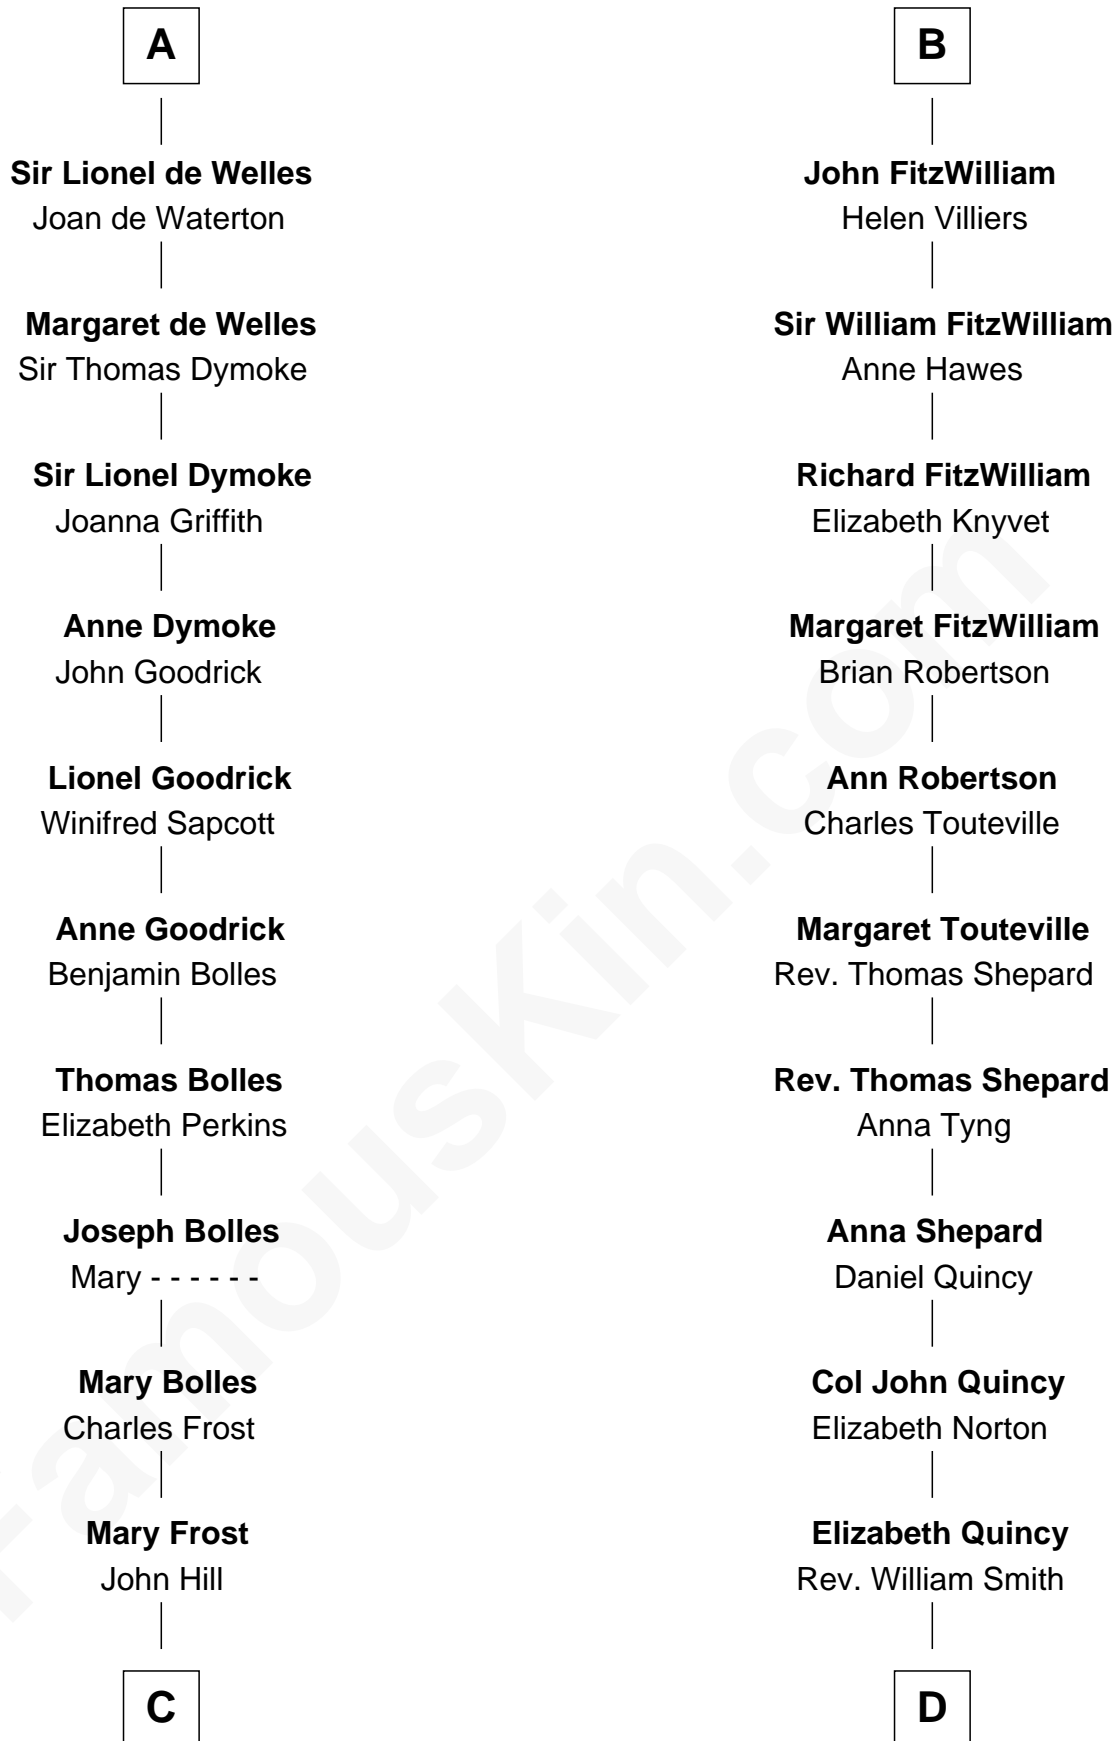 A
Sir Lionel de Welles
Joan de Waterton
Margaret de Welles
Sir Thomas Dymoke
Sir Lionel Dymoke
Joanna Griffith
Anne Dymoke
John Goodrick
Lionel Goodrick
Winifred Sapcott
Anne Goodrick
Benjamin Bolles
Thomas Bolles
Elizabeth Perkins
Joseph Bolles
Mary - - - - - -
Mary Bolles
Charles Frost
Mary Frost
John Hill
C
B
John FitzWilliam
Helen Villiers
Sir William FitzWilliam
Anne Hawes
Richard FitzWilliam
Elizabeth Knyvet
Margaret FitzWilliam
Brian Robertson
Ann Robertson
Charles Touteville
Margaret Touteville
Rev. Thomas Shepard
Rev. Thomas Shepard
Anna Tyng
Anna Shepard
Daniel Quincy
Col John Quincy
Elizabeth Norton
Elizabeth Quincy
Rev. William Smith
D
FamousKin.com